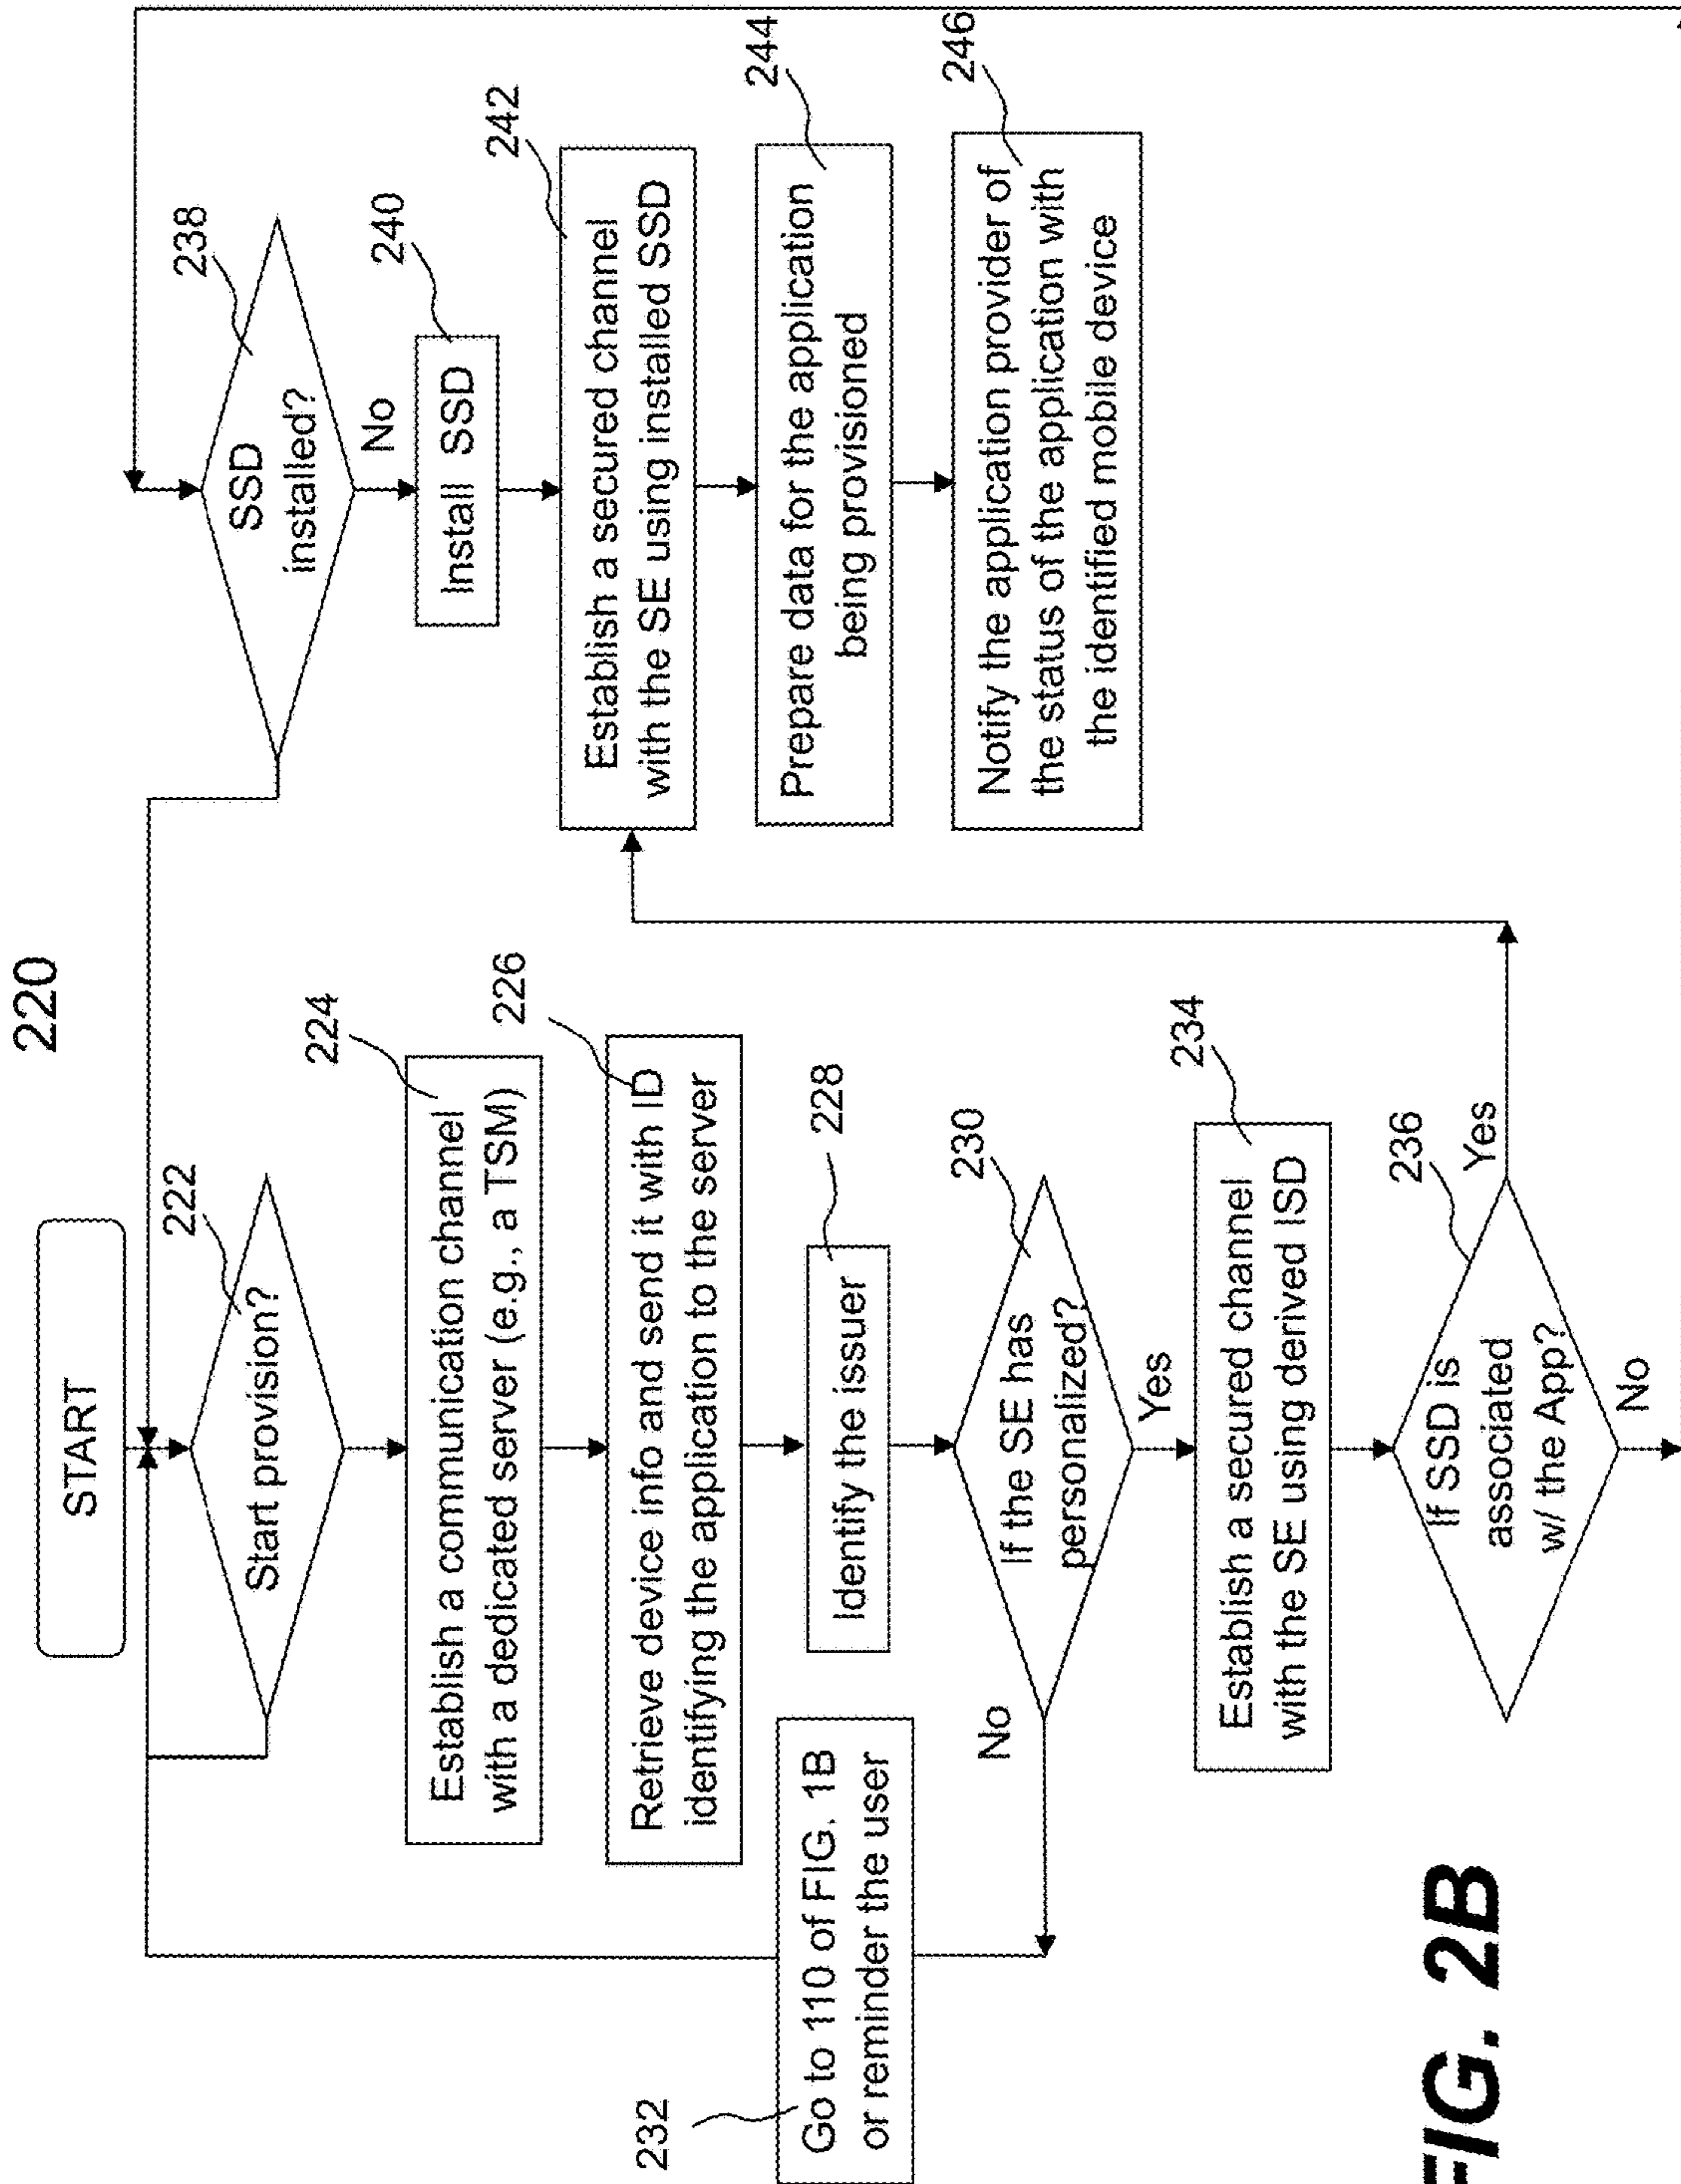 220
START
222
Start provision?
224
Establish a communication channel
with a dedicated server (e.g., a TSM)
226
Retrieve device info and send it with ID
identifying the application to the server
228
Identify the issuer
230
If the SE has
personalized?
No
Yes
232
Go to 110 of FIG. 1B
or reminder the user
234
Establish a secured channel
with the SE using derived ISD
236
If SSD is
associated
w/ the App?
Yes
No
238
SSD
installed?
No
240
Install SSD
242
Establish a secured channel
with the SE using installed SSD
244
Prepare data for the application
being provisioned
246
Notify the application provider of
the status of the application with
the identified mobile device
FIG. 2B